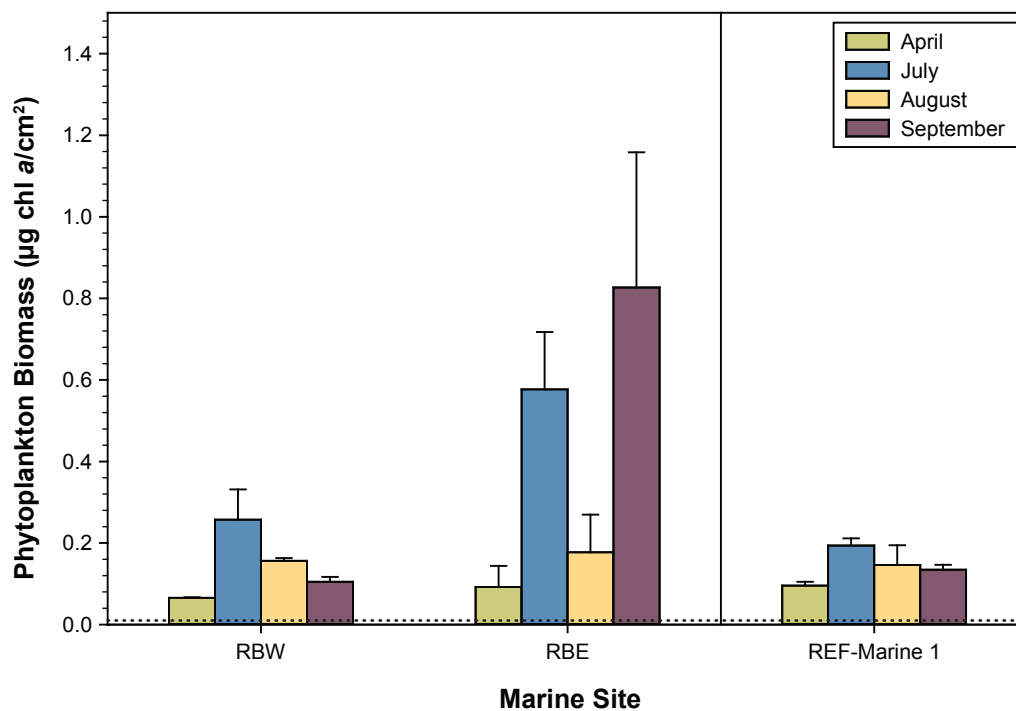 1.4
1.2
1.0
0.8
0.6
0.4
0.2
0.0
Phytoplankton Biomass (µg chl a/cm²)
April
July
August
September
RBW
RBE
REF-Marine 1
Marine Site